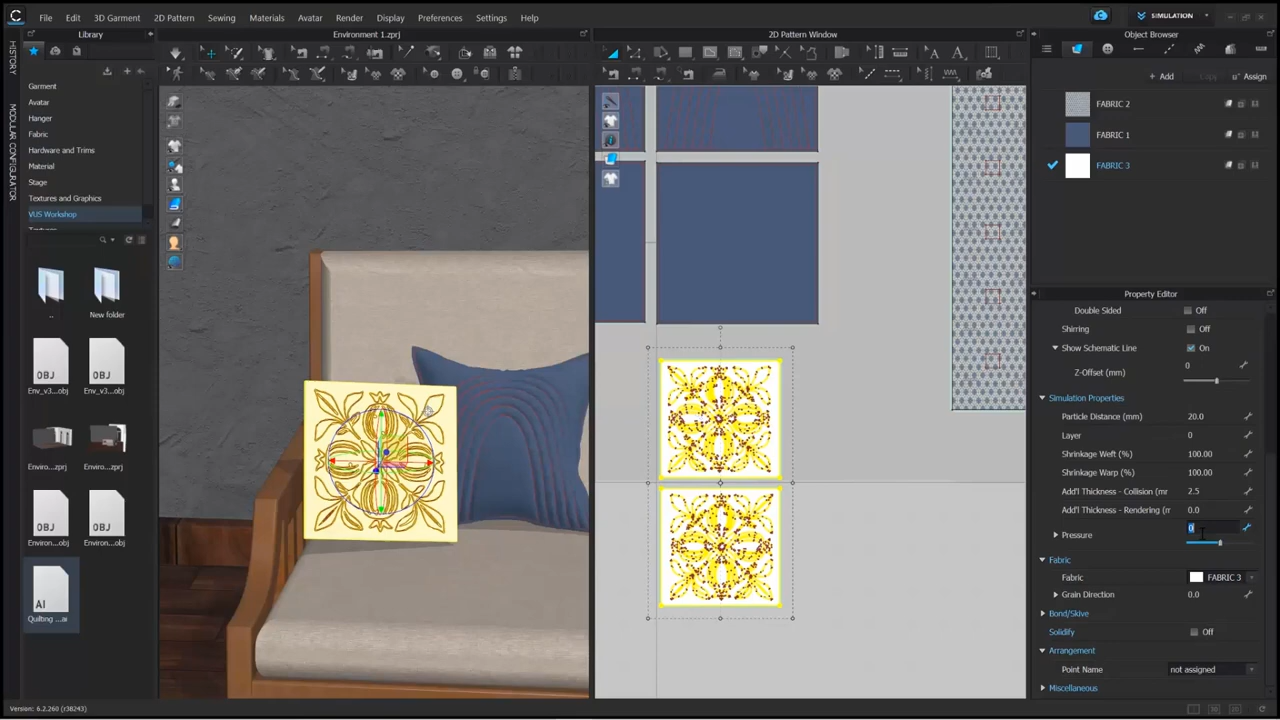 File Edit 3D Garment 2D Pattern Sewing Materials Avatar Render Display Preferences Settings Help
SIMULATION
Library
Environment 1.zprj
2D Pattern Window
Object Browser
HISTORY
MODULAR CONFIGURATOR
Garment
Avatar
Hanger
Fabric
Hardware and Trims
Material
Stage
Textures and Graphics
VUS Workshop
..
New folder
Env_v3...obj
Env_v3...obj
Enviro...zprj
Enviro...zprj
Environ...obj
Environ...obj
AI
Quilting ...ai
Add
Copy
Assign
FABRIC 2
FABRIC 1
FABRIC 3
Property Editor
Double Sided Off
Shirring Off
Show Schematic Line On
Z-Offset (mm) 0
Simulation Properties
Particle Distance (mm) 20.0
Layer 0
Shrinkage Weft (%) 100.00
Shrinkage Warp (%) 100.00
Add'l Thickness - Collision (mr 2.5
Add'l Thickness - Rendering (r 0.0
Pressure 0
Fabric
Fabric FABRIC 3
Grain Direction 0.0
Bond/Skive
Solidify Off
Arrangement
Point Name not assigned
Miscellaneous
Version: 6.2.260 (r38243)